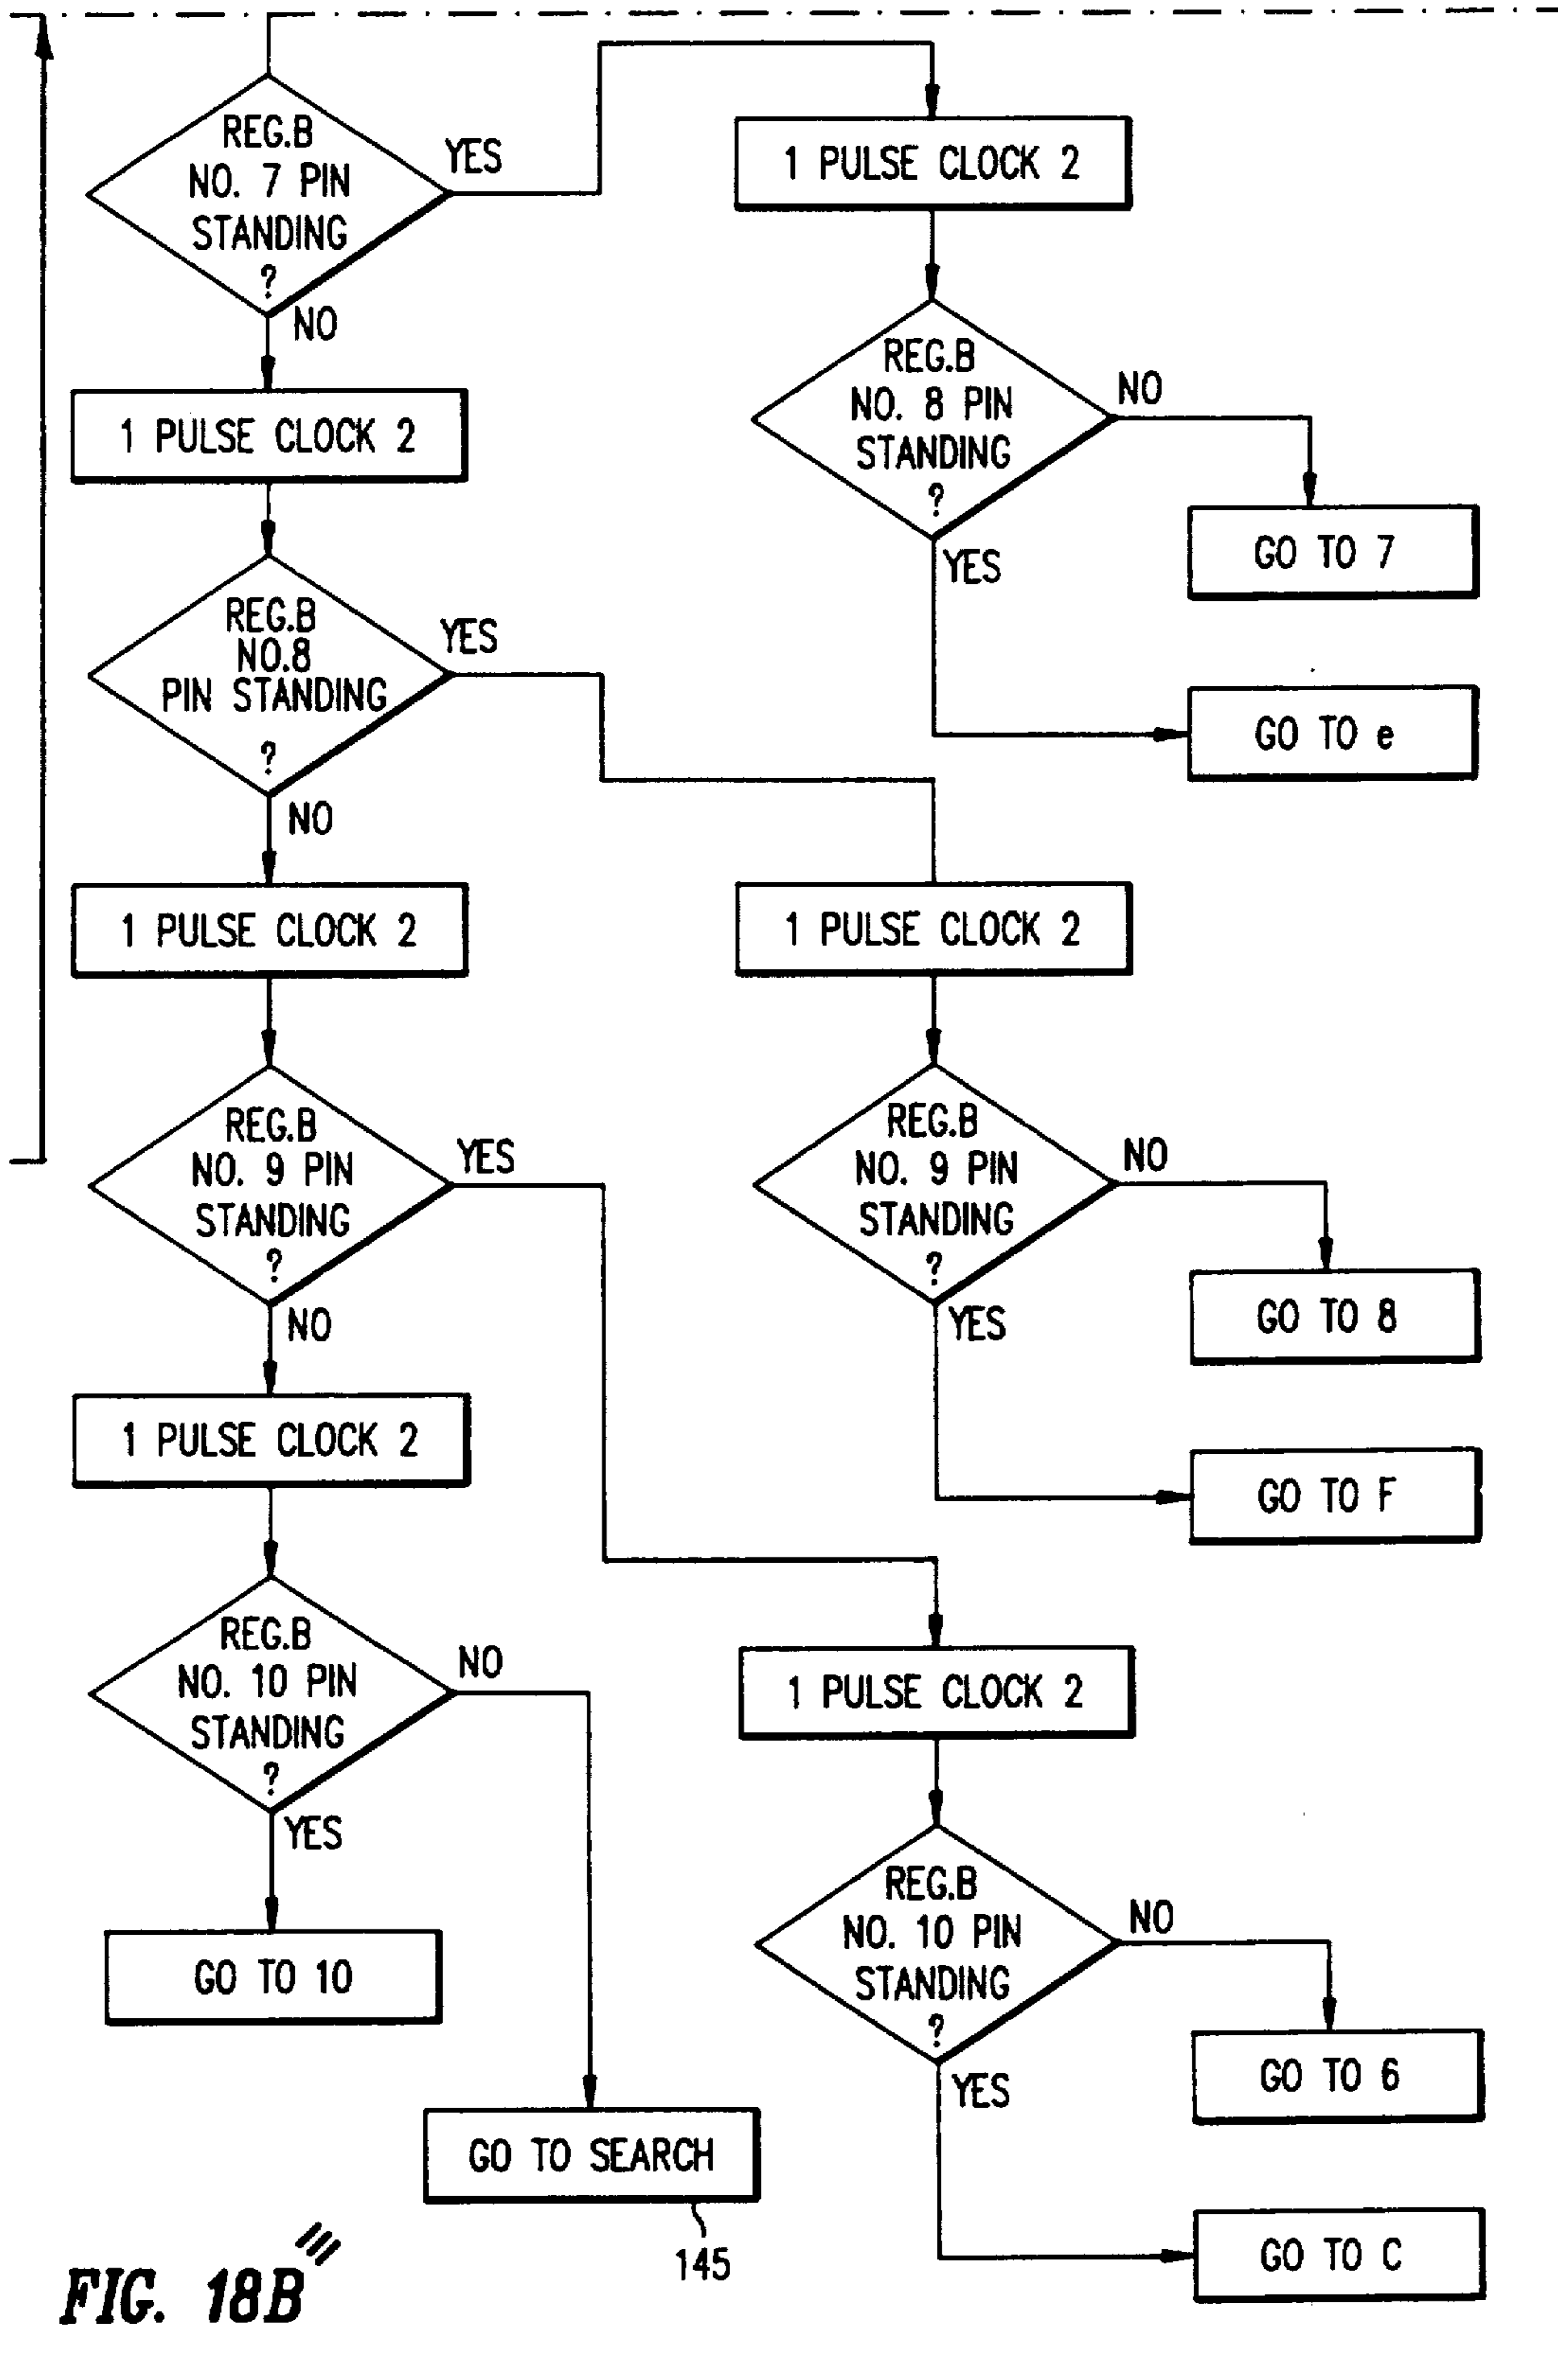 REG.B
NO. 7 PIN
STANDING
?
YES
NO
1 PULSE CLOCK 2
REG.B
NO. 8 PIN
STANDING
?
NO
YES
GO TO 7
GO TO e
1 PULSE CLOCK 2
REG.B
NO.8
PIN STANDING
?
YES
NO
1 PULSE CLOCK 2
REG.B
NO. 9 PIN
STANDING
?
NO
YES
GO TO 8
GO TO F
1 PULSE CLOCK 2
REG.B
NO. 9 PIN
STANDING
?
YES
NO
1 PULSE CLOCK 2
REG.B
NO. 10 PIN
STANDING
?
NO
YES
GO TO 6
GO TO C
1 PULSE CLOCK 2
REG.B
NO. 10 PIN
STANDING
?
NO
YES
GO TO 10
GO TO SEARCH
145
FIG. 18B'''